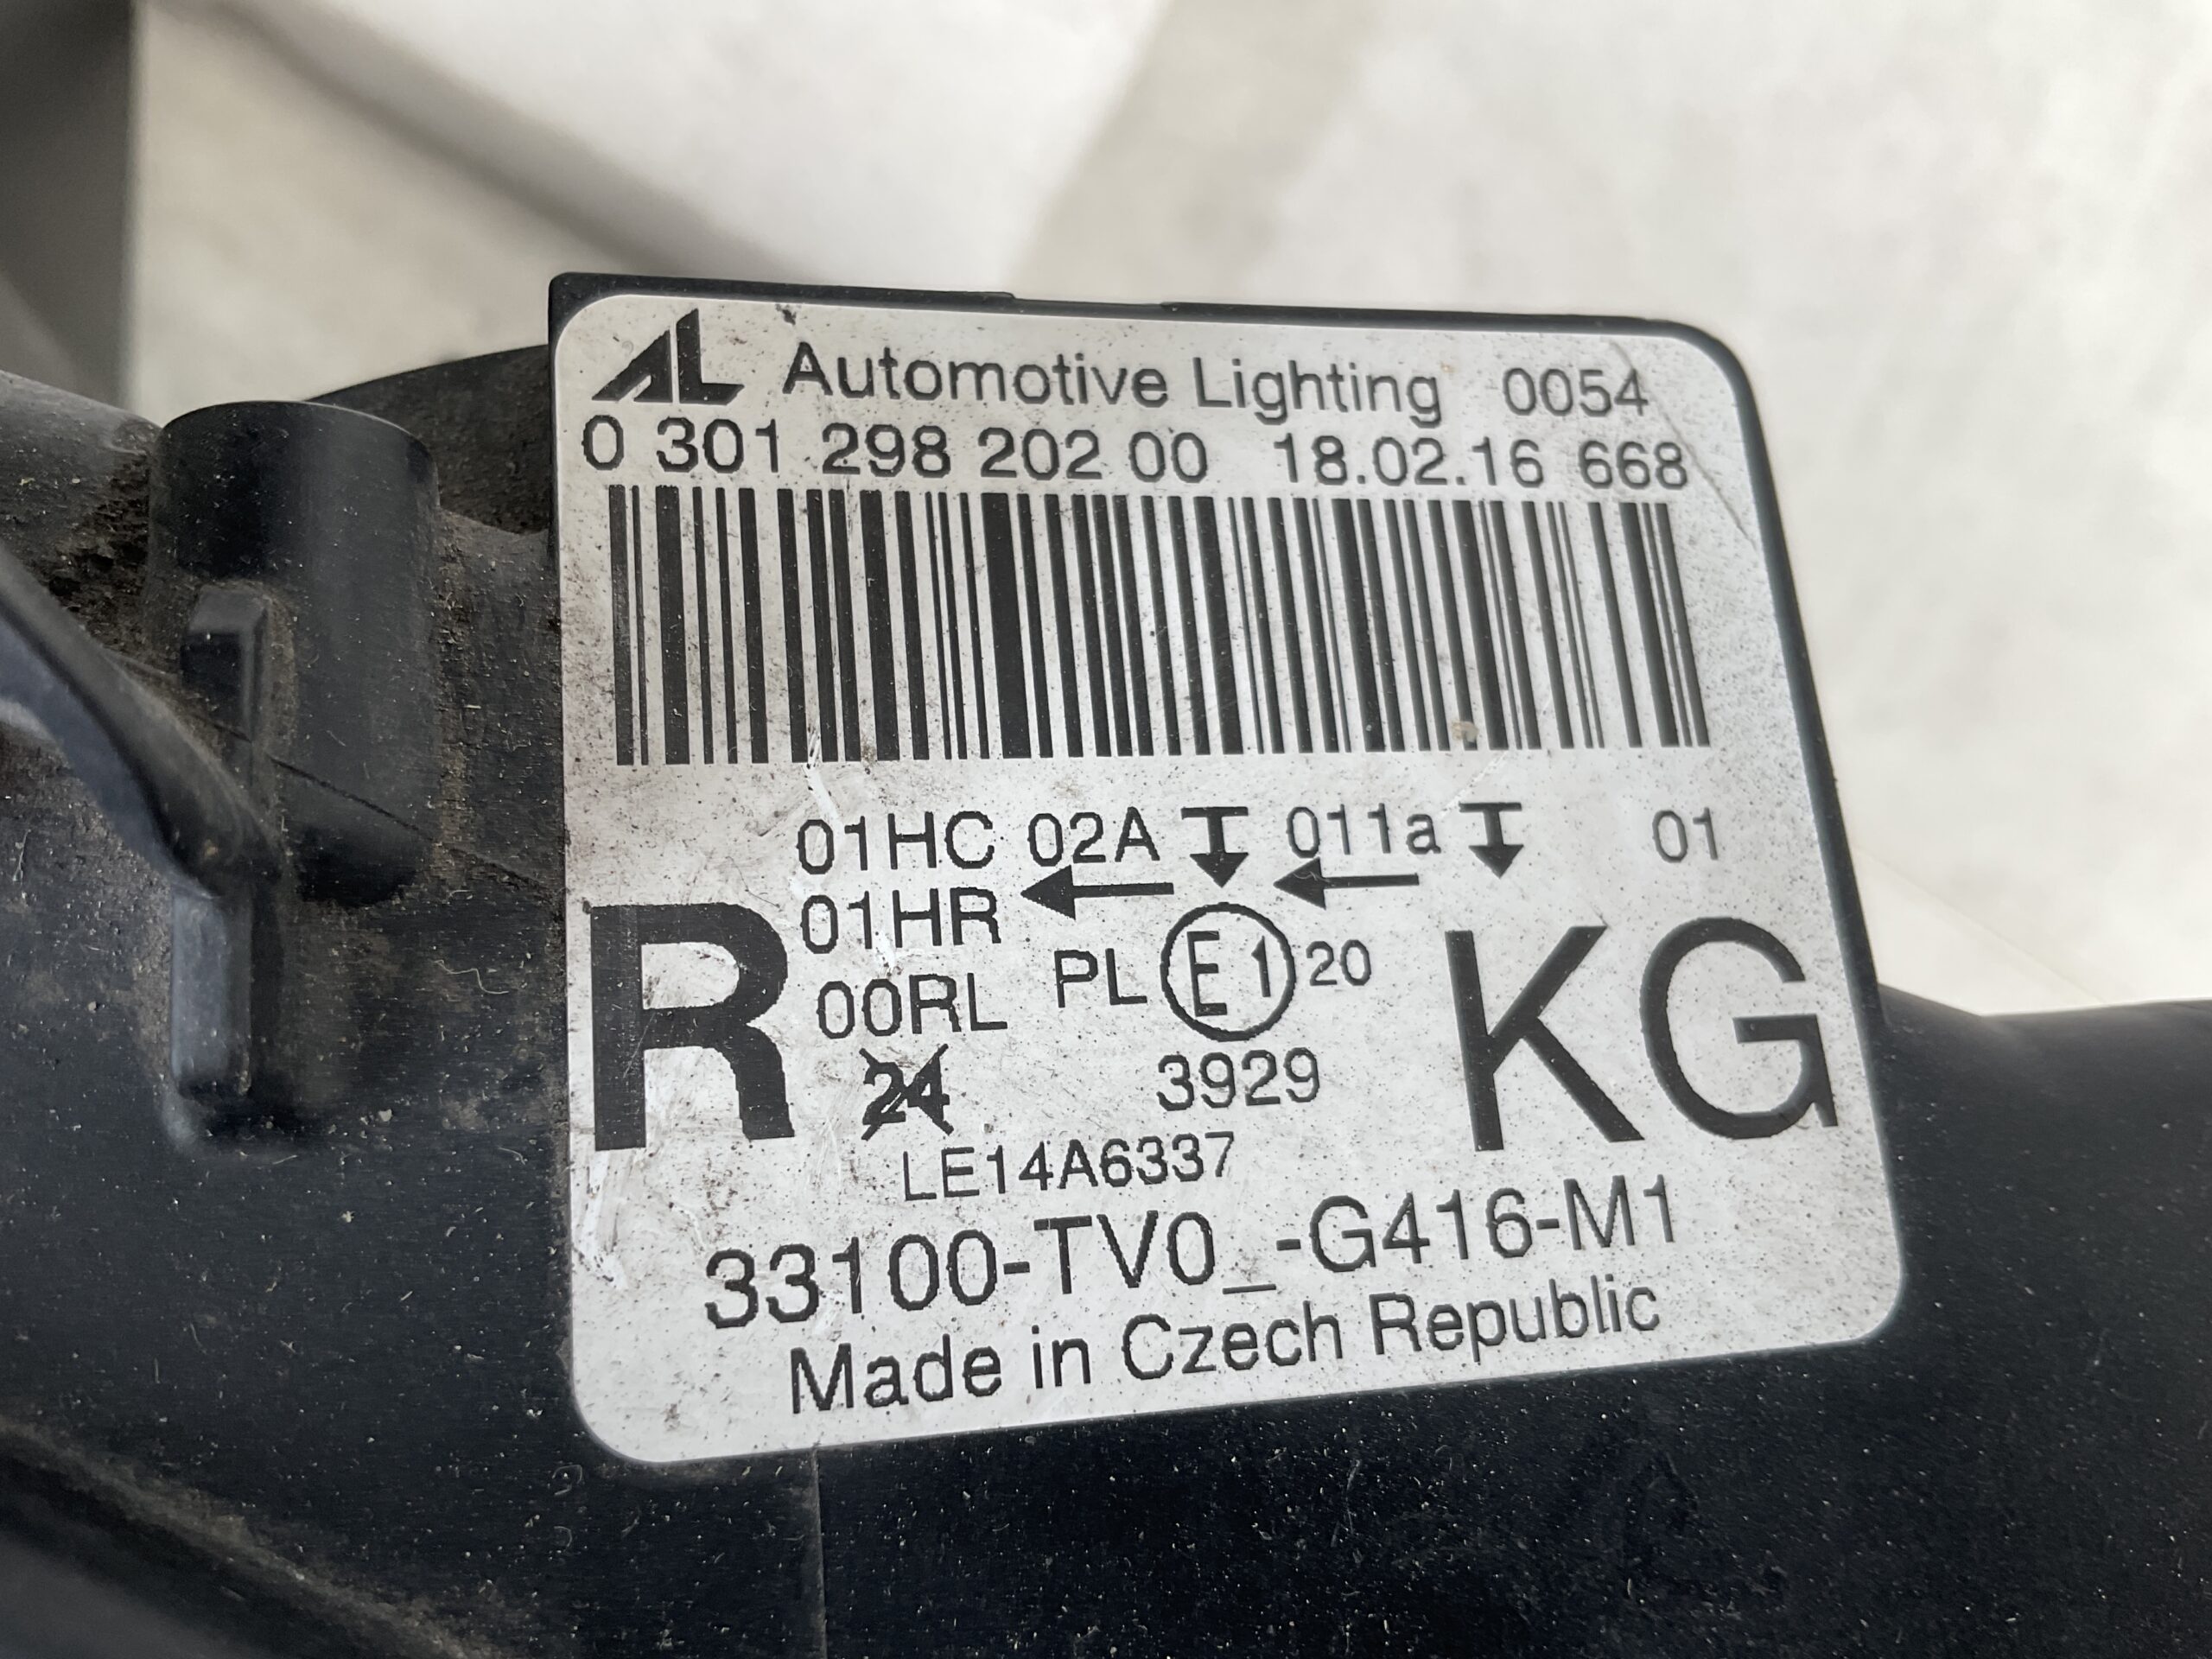 AL Automotive Lighting 0054
0 301 298 202 00 18.02.16 668
01HC 02A 011a 01
01HR
R 00RL PL E1 20 KG
24 3929
LE14A6337
33100-TV0_-G416-M1
Made in Czech Republic